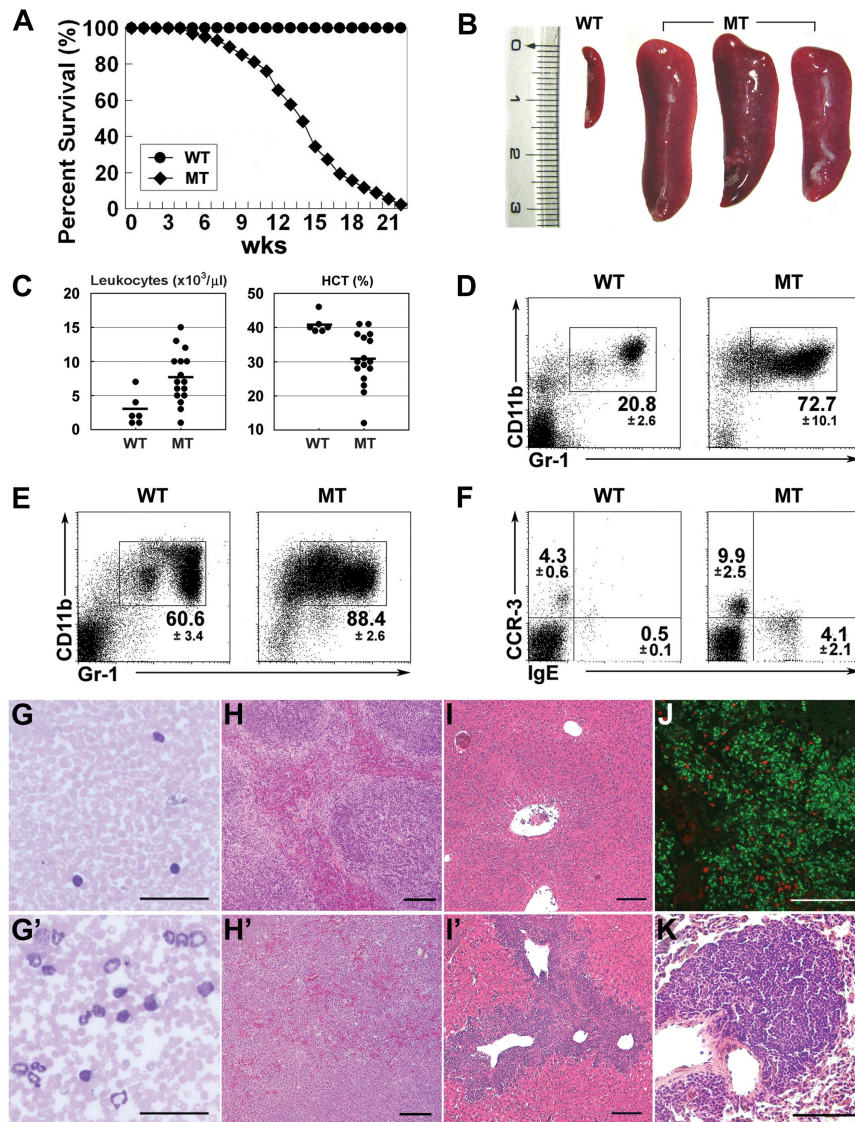 A
Percent Survival (%)
100
80
60
40
20
0
WT
MT
0 3 6 9 12 15 18 21
wks
B
WT
MT
0
1
2
3
C
Leukocytes (x10³/µl)
20
15
10
5
0
WT MT
HCT (%)
50
40
30
20
10
WT MT
D
WT
MT
CD11b
20.8
±2.6
72.7
±10.1
Gr-1
E
WT
MT
CD11b
60.6
± 3.4
88.4
± 2.6
Gr-1
F
WT
MT
CCR-3
4.3
±0.6
9.9
±2.5
0.5
±0.1
4.1
±2.1
IgE
G
H
I
J
G'
H'
I'
K